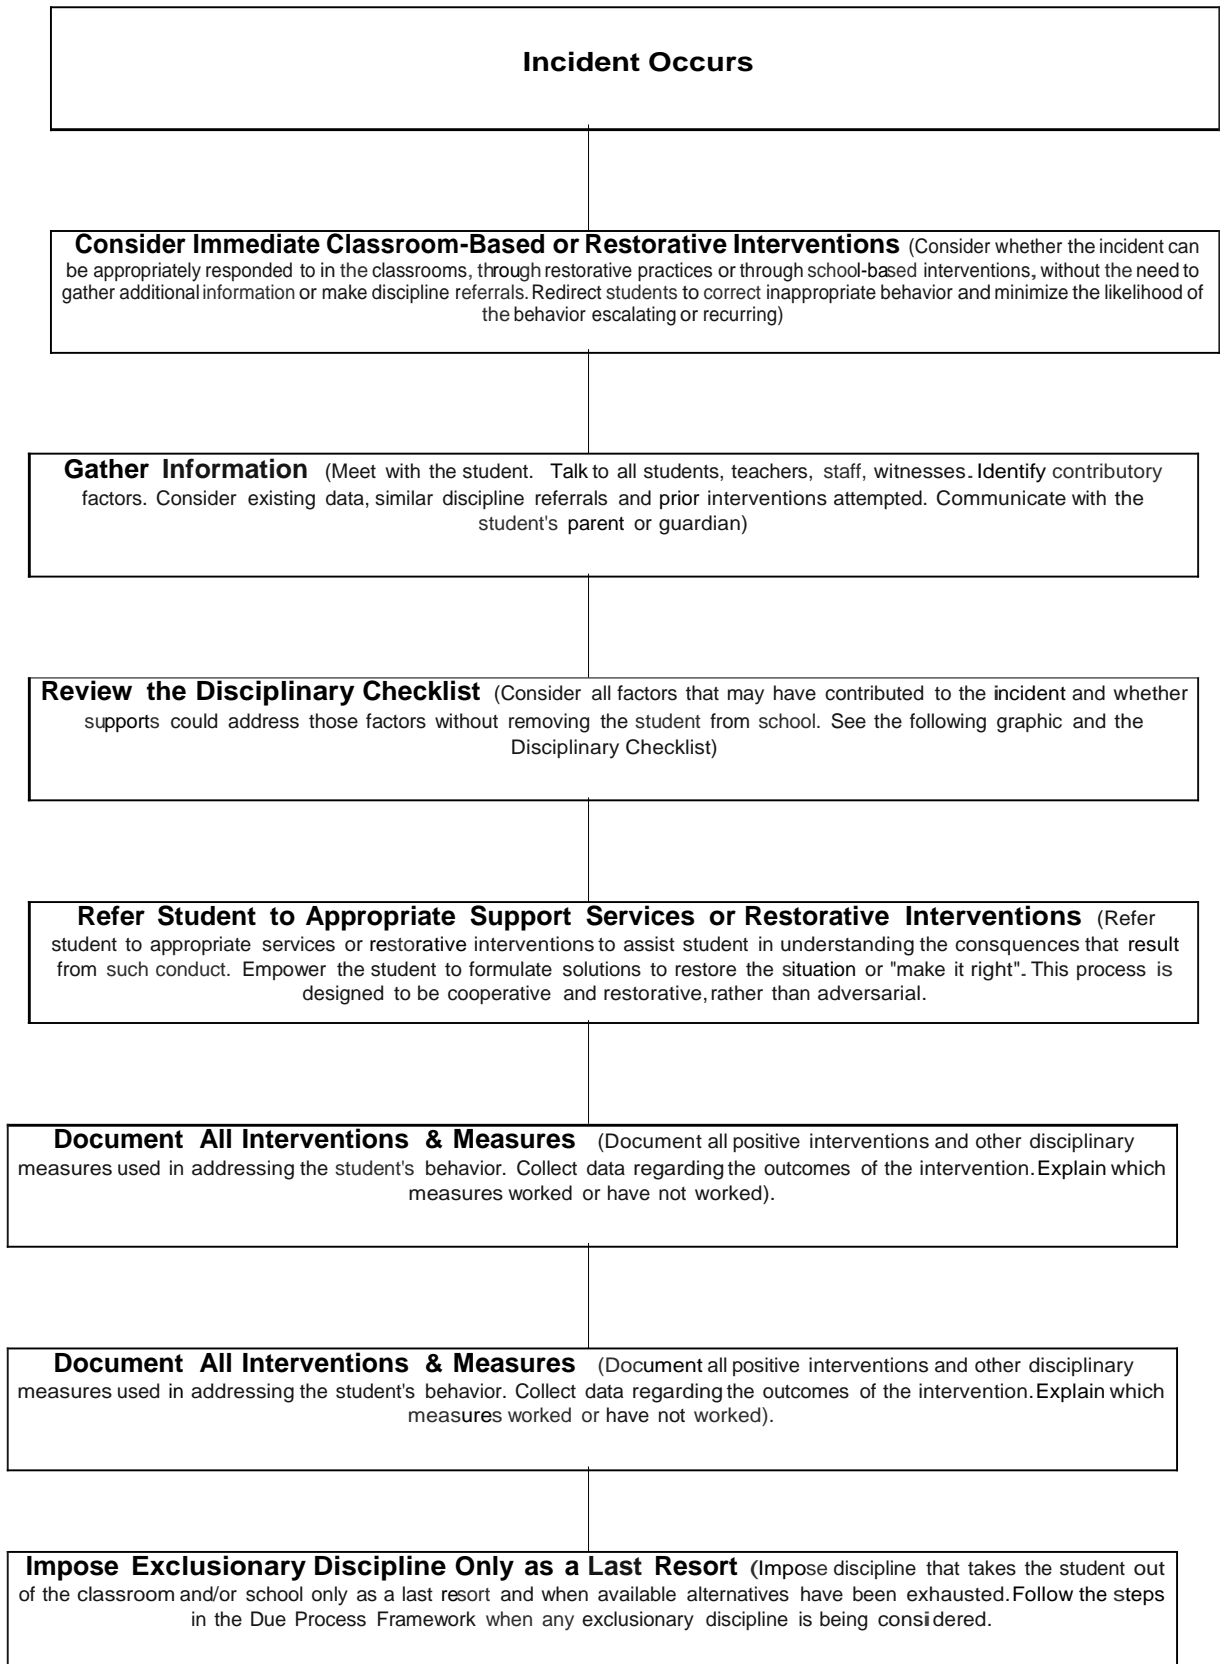 Incident Occurs
Consider Immediate Classroom-Based or Restorative Interventions (Consider whether the incident can
be appropriately responded to in the classrooms, through restorative practices or through school-based interventions, without the need to
gather additional information or make discipline referrals. Redirect students to correct inappropriate behavior and minimize the likelihood of
the behavior escalating or recurring)
Gather Information (Meet with the student. Talk to all students, teachers, staff, witnesses. Identify contributory
factors. Consider existing data, similar discipline referrals and prior interventions attempted. Communicate with the
student's parent or guardian)
Review the Disciplinary Checklist (Consider all factors that may have contributed to the incident and whether
supports could address those factors without removing the student from school. See the following graphic and the
Disciplinary Checklist)
Refer Student to Appropriate Support Services or Restorative Interventions (Refer
student to appropriate services or restorative interventions to assist student in understanding the consquences that result
from such conduct. Empower the student to formulate solutions to restore the situation or "make it right". This process is
designed to be cooperative and restorative, rather than adversarial.
Document All Interventions & Measures (Document all positive interventions and other disciplinary
measures used in addressing the student's behavior. Collect data regarding the outcomes of the intervention. Explain which
measures worked or have not worked).
Document All Interventions & Measures (Document all positive interventions and other disciplinary
measures used in addressing the student's behavior. Collect data regarding the outcomes of the intervention. Explain which
measures worked or have not worked).
Impose Exclusionary Discipline Only as a Last Resort (Impose discipline that takes the student out
of the classroom and/or school only as a last resort and when available alternatives have been exhausted. Follow the steps
in the Due Process Framework when any exclusionary discipline is being considered.